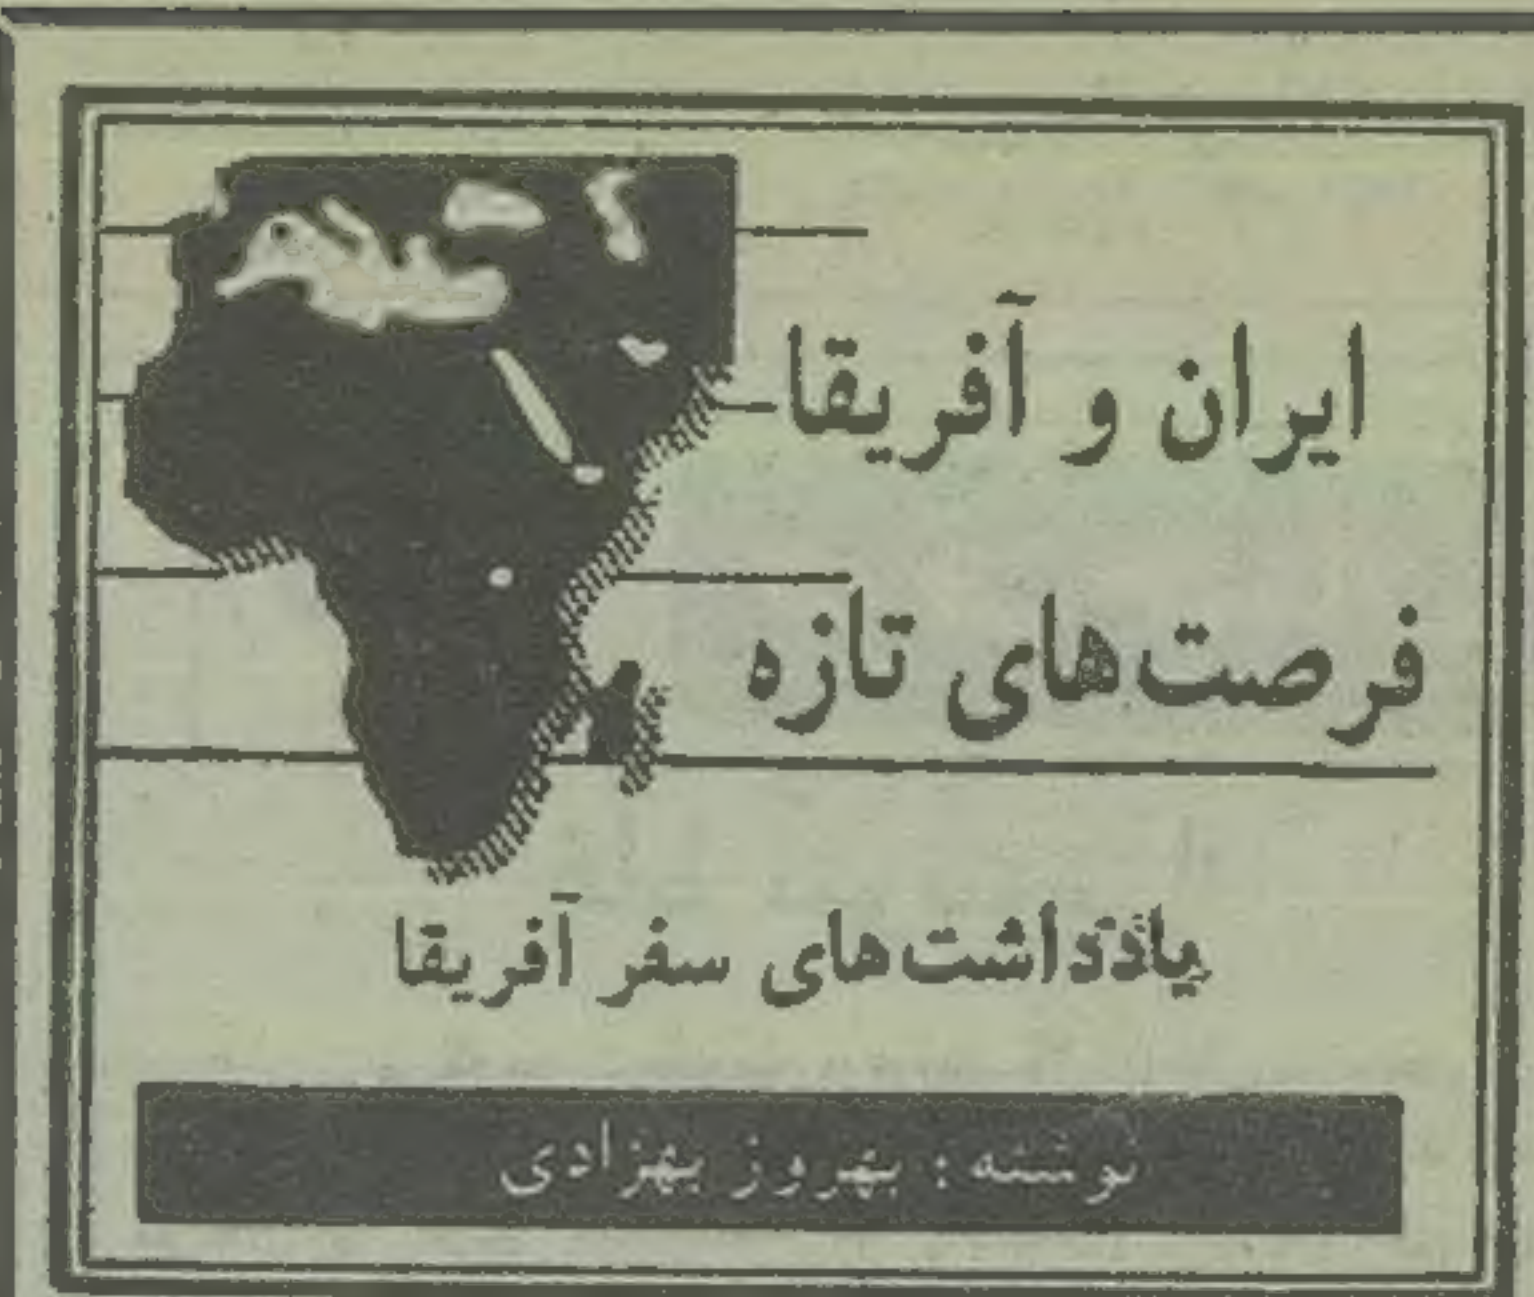 ایران و آفریقا
فرصت‌های تازه
یادداشت‌های سفر آفریقا
نوشته : بهروز بهزادی